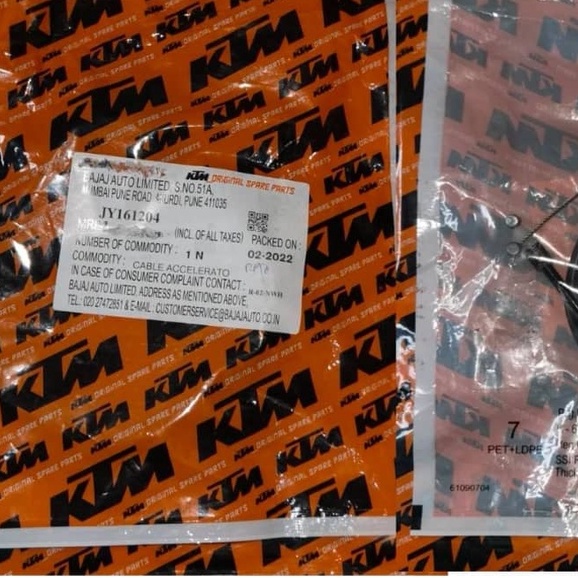 KTM ORIGINAL SPARE PARTS
BAJAJ AUTO LIMITED, S.NO.51A,
MUMBAI PUNE ROAD, AKURDI, PUNE 411035
JY161204
MRP (INCL. OF ALL TAXES) PACKED ON :
NUMBER OF COMMODITY : 1 N 02-2022
COMMODITY : CABLE ACCELERATO
IN CASE OF CONSUMER COMPLAINT CONTACT :
BAJAJ AUTO LIMITED, ADDRESS AS MENTIONED ABOVE,
TEL: 020 27472851 & E-MAIL : CUSTOMERSERVICE@BAJAJAUTO.CO.IN
KTM
ORIGINAL SPARE PARTS
7
PET+LDPE
61090704
Thick